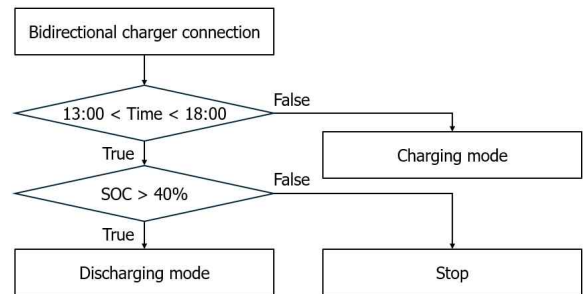 Bidirectional charger connection
13:00 < Time < 18:00
False
True
Charging mode
SOC > 40%
False
True
Discharging mode
Stop